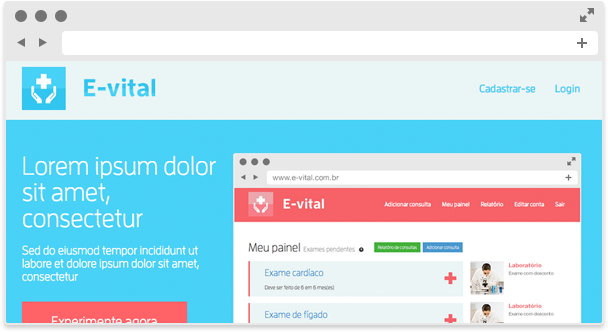 E-vital
Cadastrar-se
Login
Lorem ipsum dolor
sit amet,
consectetur
Sed do eiusmod tempor incididunt ut
labore et dolore ipsum dolor sit amet,
consectetur
Experimente agora
www.e-vital.com.br
E-vital
Adicionar consulta
Meu painel
Relatório
Editar conta
Sair
Meu painel Exames pendentes
Relatório de consultas
Adicionar consulta
Exame cardíaco
Deve ser feito de 6 em 6 mês(es)
Laboratório
Exame com desconto
Exame de fígado
Laboratório
Exame com desconto